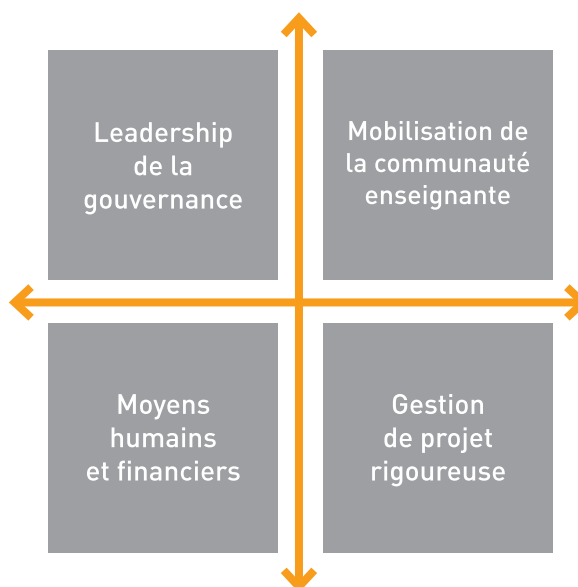 Leadership
de la
gouvernance
Mobilisation de
la communauté
enseignante
Moyens
humains
et financiers
Gestion
de projet
rigoureuse